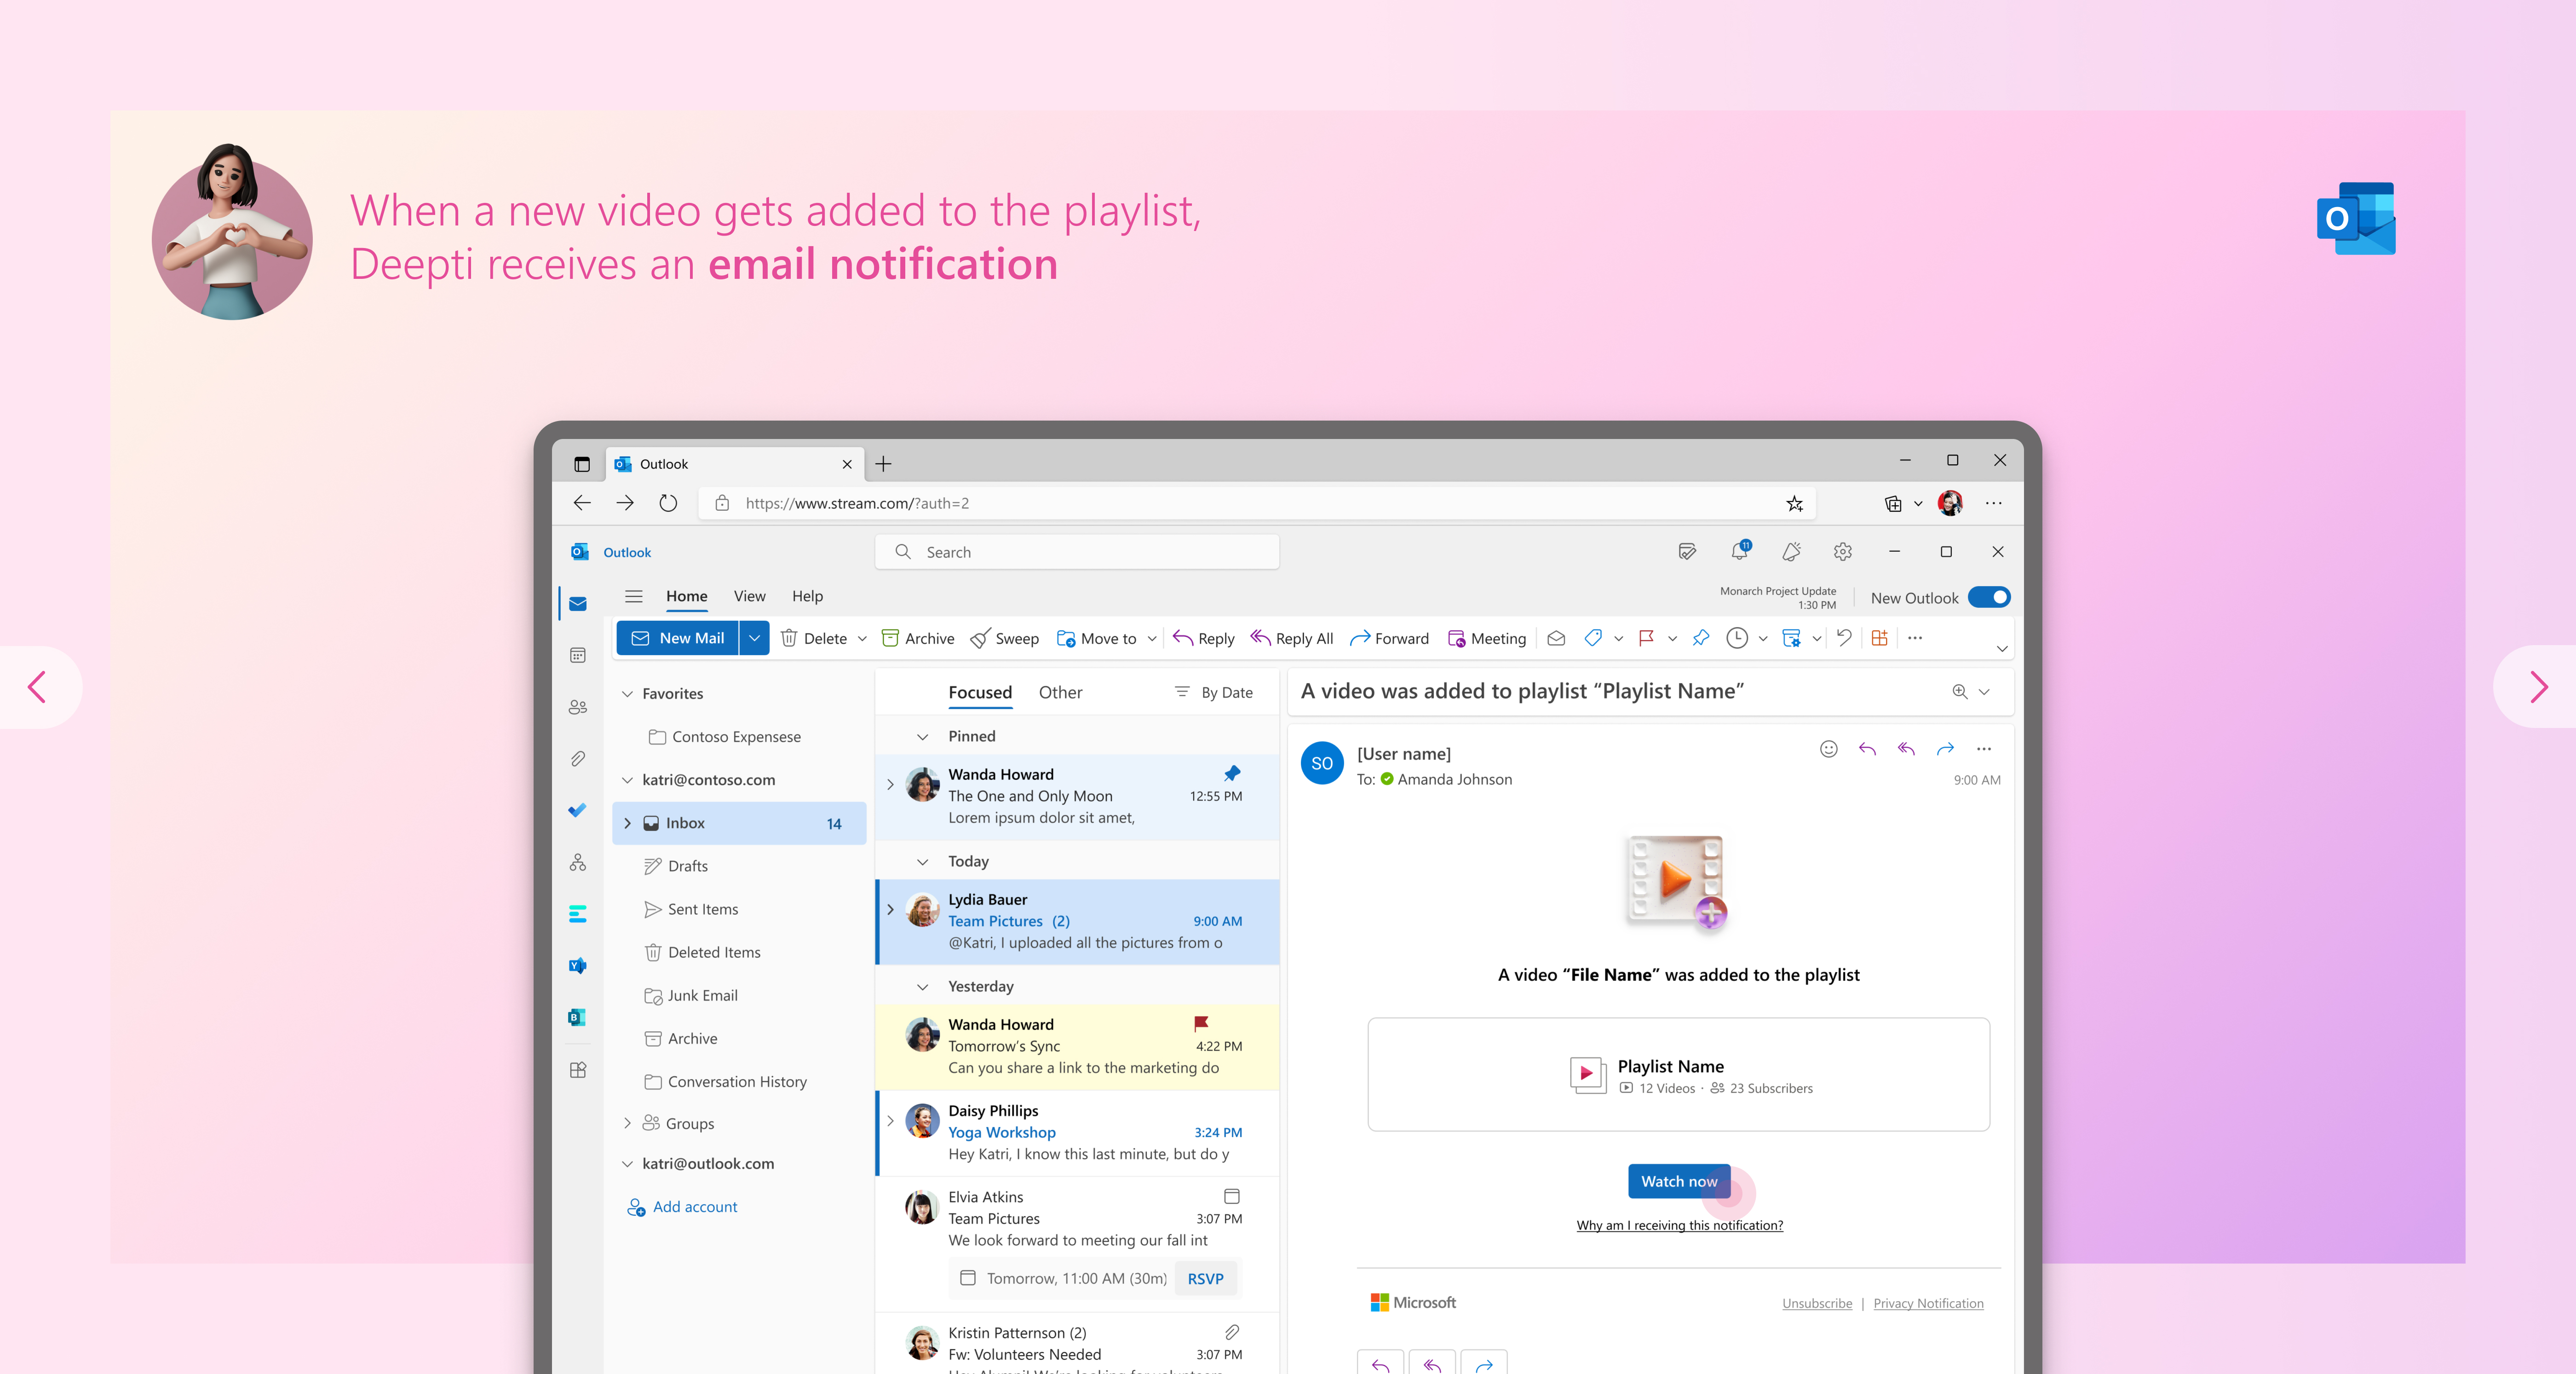 When a new video gets added to the playlist,
Deepti receives an email notification
Outlook
https://www.stream.com/?auth=2
Outlook
Search
11
Home View Help
Monarch Project Update
1:30 PM
New Outlook
New Mail Delete Archive Sweep Move to Reply Reply All Forward Meeting
Favorites
Contoso Expensese
katri@contoso.com
Inbox 14
Drafts
Sent Items
Deleted Items
Junk Email
Archive
Conversation History
Groups
katri@outlook.com
Add account
Focused Other By Date
Pinned
Wanda Howard
The One and Only Moon 12:55 PM
Lorem ipsum dolor sit amet,
Today
Lydia Bauer
Team Pictures (2) 9:00 AM
@Katri, I uploaded all the pictures from o
Yesterday
Wanda Howard
Tomorrow’s Sync 4:22 PM
Can you share a link to the marketing do
Daisy Phillips
Yoga Workshop 3:24 PM
Hey Katri, I know this last minute, but do y
Elvia Atkins
Team Pictures 3:07 PM
We look forward to meeting our fall int
Tomorrow, 11:00 AM (30m) RSVP
Kristin Patternson (2)
Fw: Volunteers Needed 3:07 PM
A video was added to playlist “Playlist Name”
SO
[User name]
To: Amanda Johnson
9:00 AM
A video “File Name” was added to the playlist
Playlist Name
12 Videos · 23 Subscribers
Watch now
Why am I receiving this notification?
Microsoft
Unsubscribe | Privacy Notification